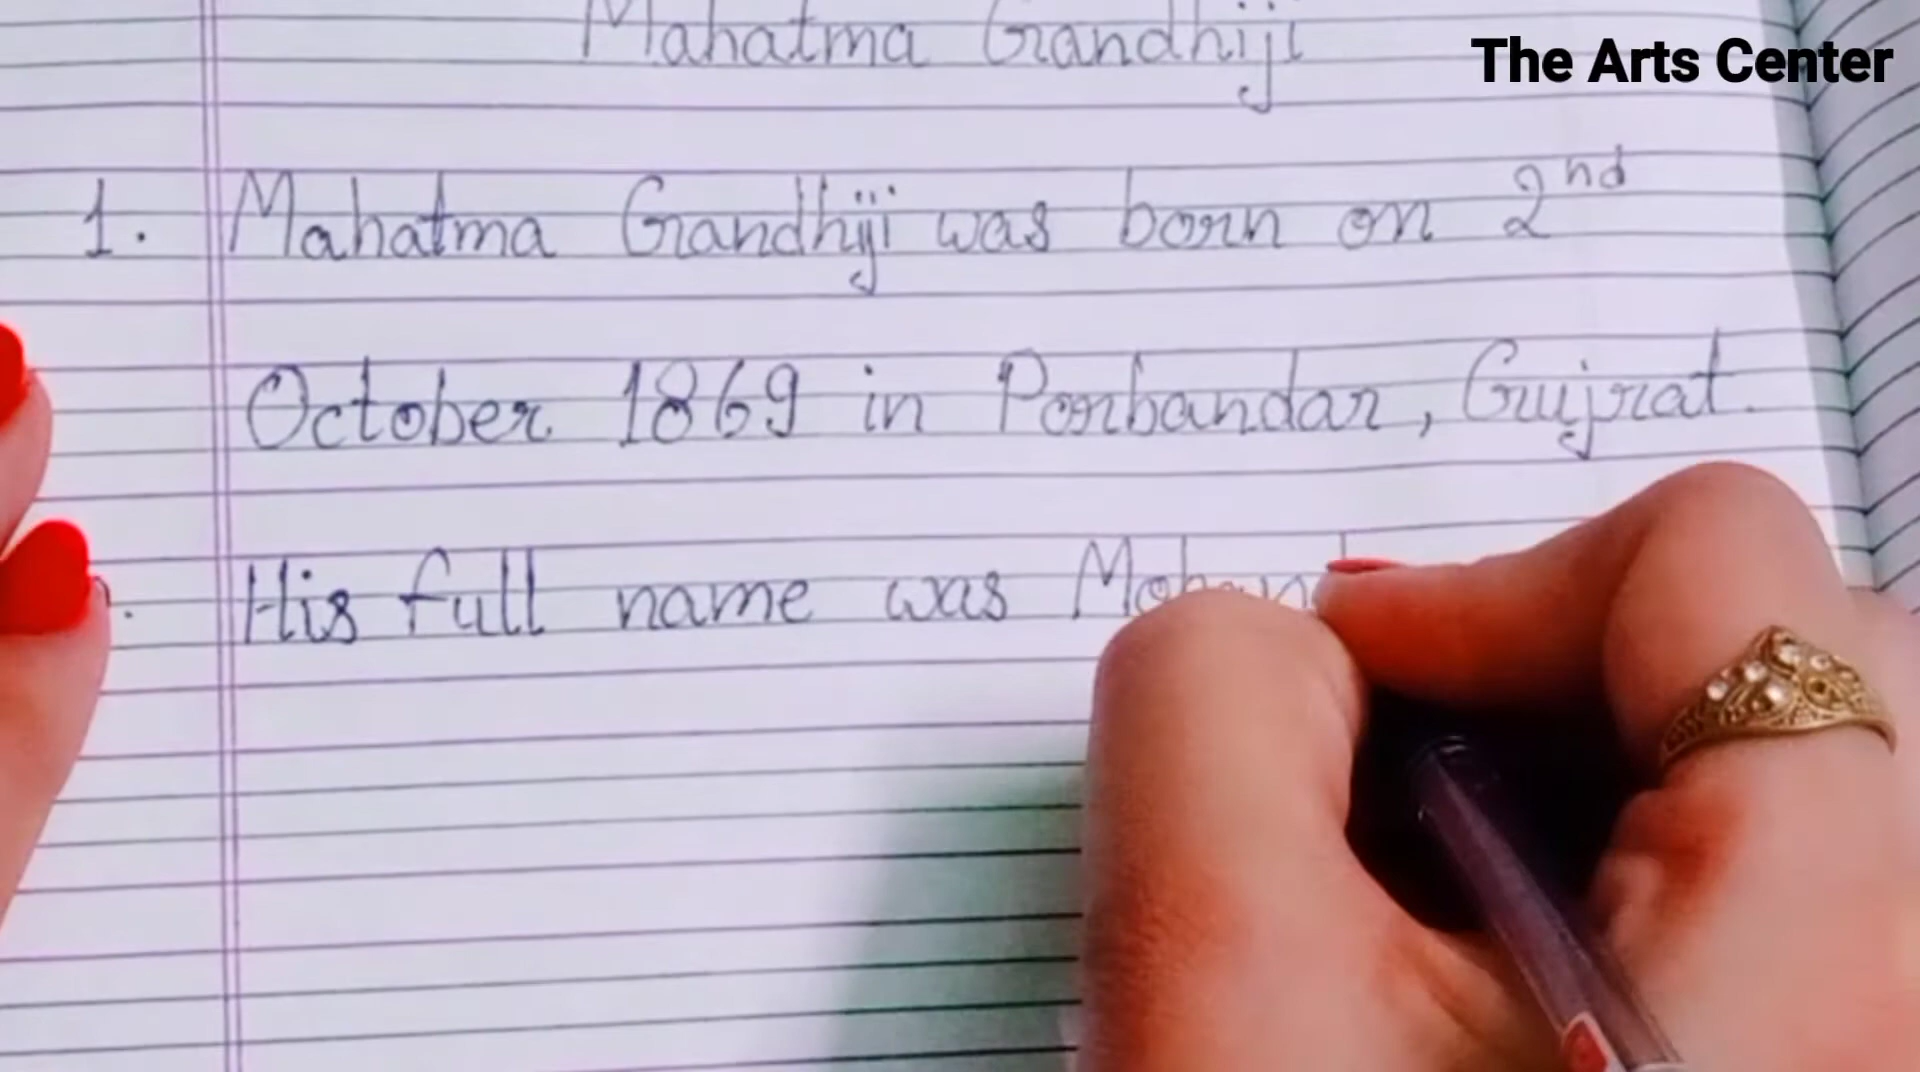 Mahatma Gandhiji
The Arts Center
1. Mahatma Gandhiji was born on 2nd
October 1869 in Porbandar, Gujrat.
His full name was